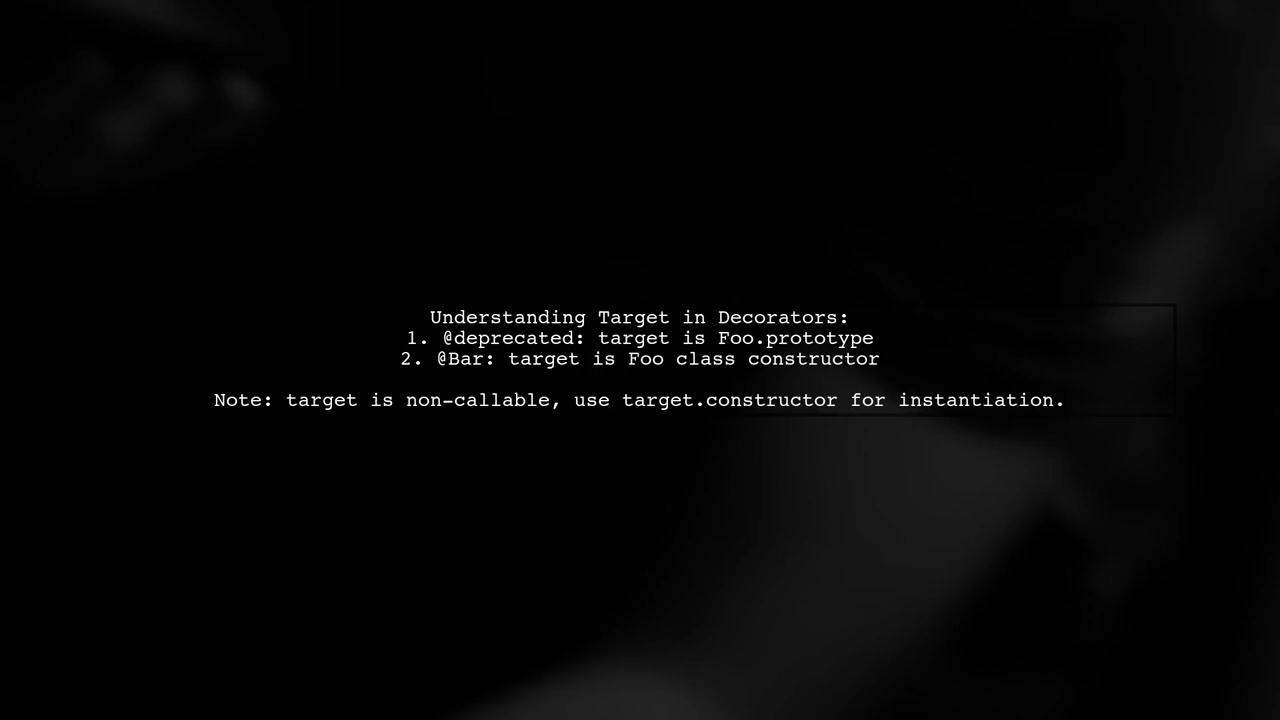 Understanding Target in Decorators:
1. @deprecated: target is Foo.prototype
2. @Bar: target is Foo class constructor
Note: target is non-callable, use target.constructor for instantiation.